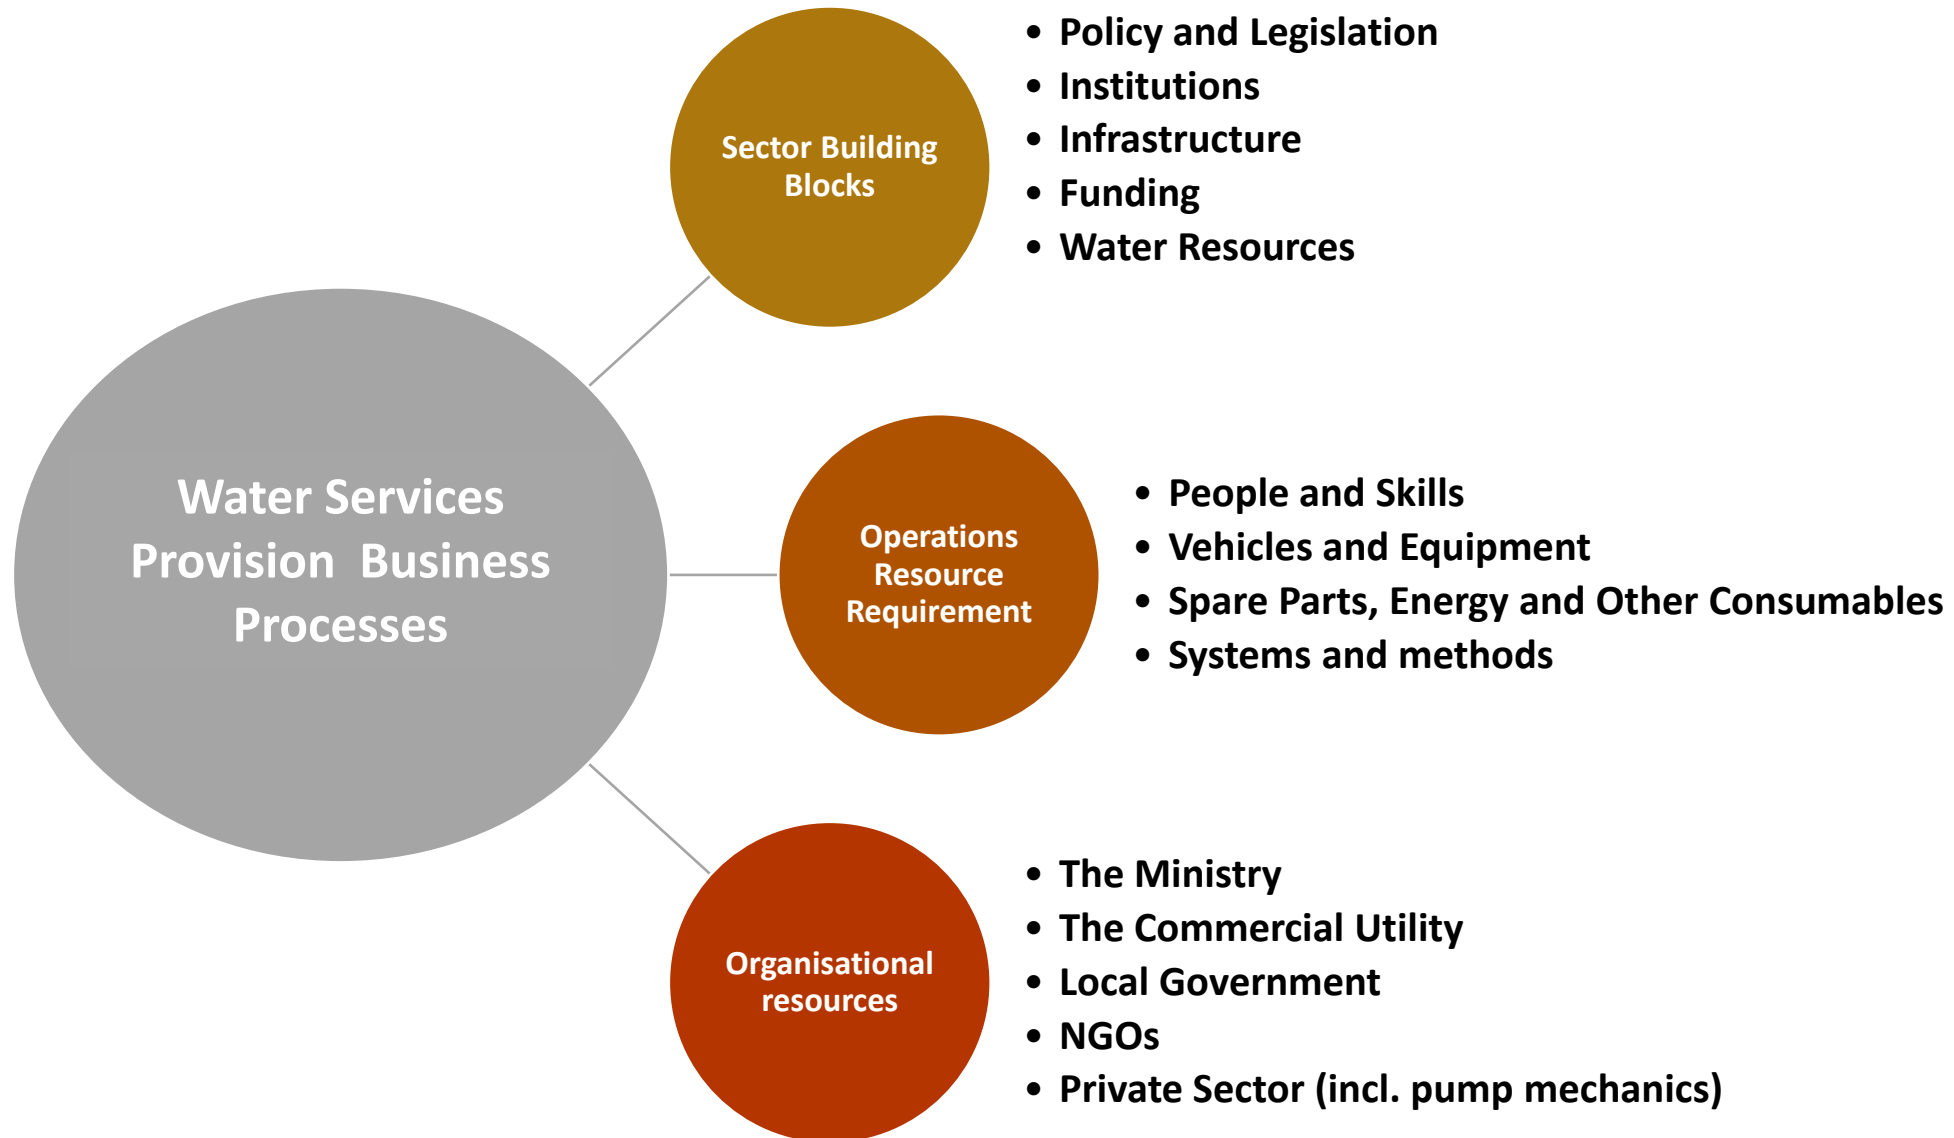 Water Services
Provision  Business
Processes
Sector Building
Blocks
• Policy and Legislation
• Institutions
• Infrastructure
• Funding
• Water Resources
Operations
Resource
Requirement
• People and Skills
• Vehicles and Equipment
• Spare Parts, Energy and Other Consumables
• Systems and methods
Organisational
resources
• The Ministry
• The Commercial Utility
• Local Government
• NGOs
• Private Sector (incl. pump mechanics)